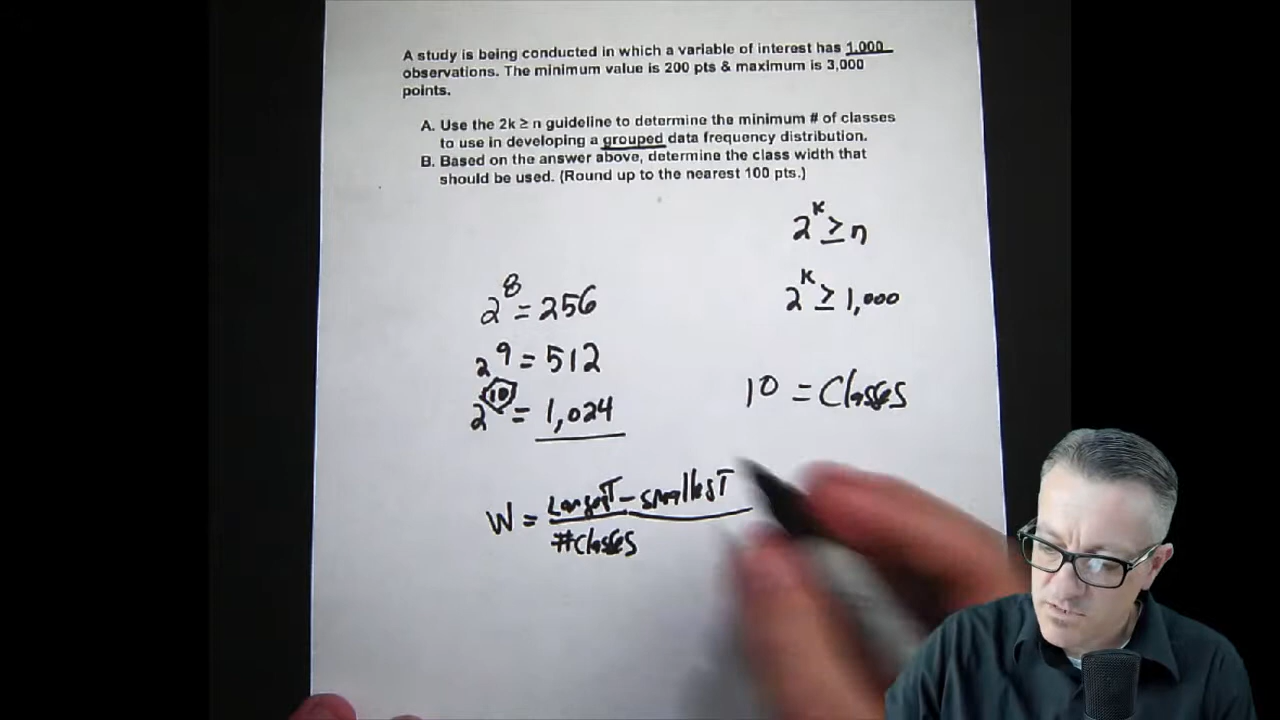 A study is being conducted in which a variable of interest has 1,000
observations. The minimum value is 200 pts & maximum is 3,000
points.
A. Use the 2k ≥ n guideline to determine the minimum # of classes
to use in developing a grouped data frequency distribution.
B. Based on the answer above, determine the class width that
should be used. (Round up to the nearest 100 pts.)
2^k ≥ n
2^k ≥ 1,000
2^8 = 256
2^9 = 512
2^10 = 1,024
10 = Classes
W = Largest - smallest
#classes